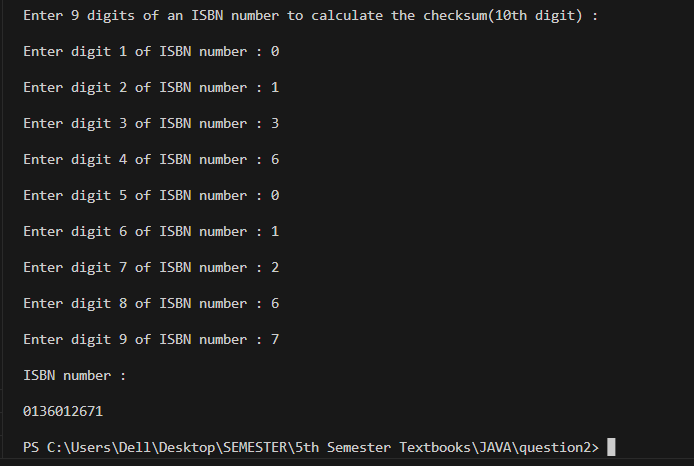 Enter 9 digits of an ISBN number to calculate the checksum(10th digit) :
Enter digit 1 of ISBN number : 0
Enter digit 2 of ISBN number : 1
Enter digit 3 of ISBN number : 3
Enter digit 4 of ISBN number : 6
Enter digit 5 of ISBN number : 0
Enter digit 6 of ISBN number : 1
Enter digit 7 of ISBN number : 2
Enter digit 8 of ISBN number : 6
Enter digit 9 of ISBN number : 7
ISBN number :
0136012671
PS C:\Users\Dell\Desktop\SEMESTER\5th Semester Textbooks\JAVA\question2>